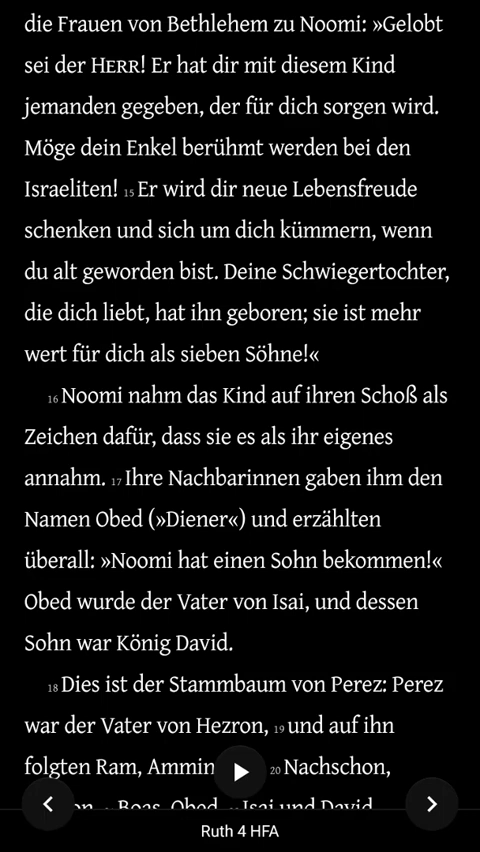 die Frauen von Bethlehem zu Noomi: »Gelobt
sei der HERR! Er hat dir mit diesem Kind
jemanden gegeben, der für dich sorgen wird.
Möge dein Enkel berühmt werden bei den
Israeliten! 15 Er wird dir neue Lebensfreude
schenken und sich um dich kümmern, wenn
du alt geworden bist. Deine Schwiegertochter,
die dich liebt, hat ihn geboren; sie ist mehr
wert für dich als sieben Söhne!«
16 Noomi nahm das Kind auf ihren Schoß als
Zeichen dafür, dass sie es als ihr eigenes
annahm. 17 Ihre Nachbarinnen gaben ihm den
Namen Obed (»Diener«) und erzählten
überall: »Noomi hat einen Sohn bekommen!«
Obed wurde der Vater von Isai, und dessen
Sohn war König David.
18 Dies ist der Stammbaum von Perez: Perez
war der Vater von Hezron, 19 und auf ihn
folgten Ram, 20 Nachschon,
Boas, Obed, Isai und David
Ruth 4 HFA